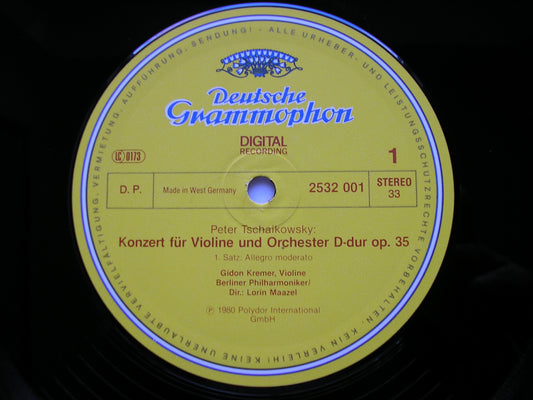 Deutsche
Grammophon
DIGITAL
RECORDING
LC 0173
1
D. P.
Made in West Germany
2532 001
STEREO
33
Peter Tschaikowsky:
Konzert für Violine und Orchester D-dur op. 35
1. Satz: Allegro moderato
Gidon Kremer, Violine
Berliner Philharmoniker/
Dir.: Lorin Maazel
Ⓟ 1980 Polydor International
GmbH
ALLE URHEBER- UND LEISTUNGSSCHUTZRECHTE VORBEHALTEN · KEIN VERLEIH! KEINE UNERLAUBTE VERVIELFÄLTIGUNG, VERMIETUNG, AUFFÜHRUNG, SENDUNG! -